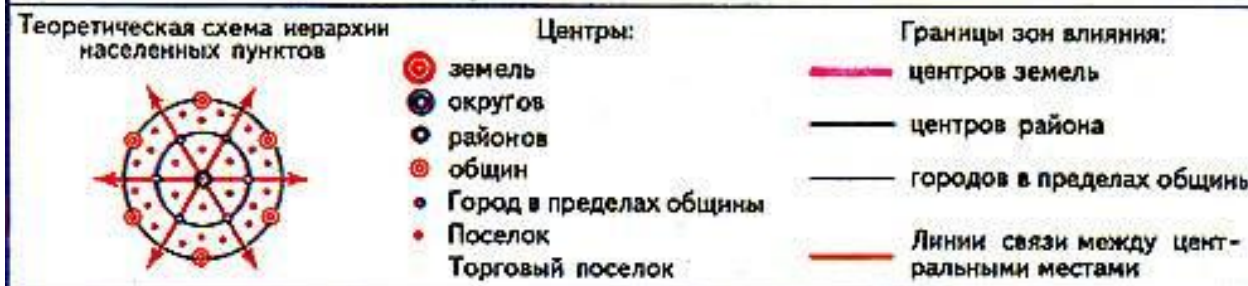 Теоретическая схема иерархии
населенных пунктов
Центры:
земель
округов
районов
общин
Город в пределах общины
Поселок
Торговый поселок
Границы зон влияния:
центров земель
центров района
городов в пределах общины
Линии связи между цент-
ральными местами